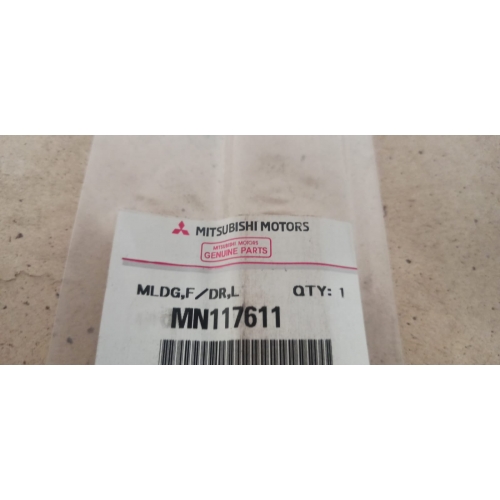 MITSUBISHI MOTORS
MITSUBISHI MOTORS
GENUINE PARTS
MLDG,F/DR,L QTY: 1
MN117611